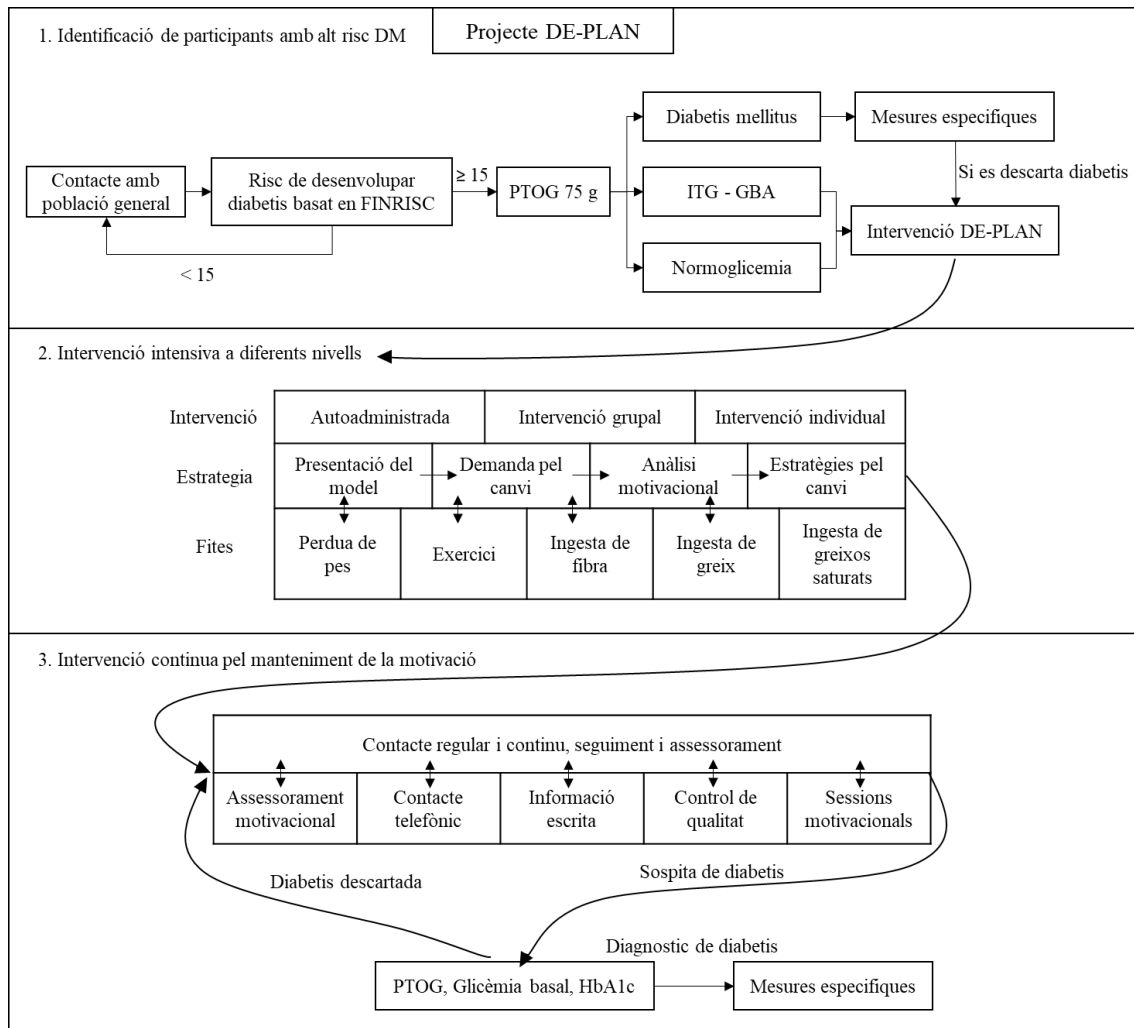 1. Identificació de participants amb alt risc DM
Projecte DE-PLAN
Diabetis mellitus
Mesures especifiques
Si es descarta diabetis
Contacte amb
població general
Risc de desenvolupar
diabetis basat en FINRISC
≥ 15
PTOG 75 g
ITG - GBA
Intervenció DE-PLAN
Normoglicemia
< 15
2. Intervenció intensiva a diferents nivells
Intervenció
Autoadministrada
Intervenció grupal
Intervenció individual
Estrategia
Presentació del
model
Demanda pel
canvi
Anàlisi
motivacional
Estratègies pel
canvi
Fites
Perdua de
pes
Exercici
Ingesta de
fibra
Ingesta de
greix
Ingesta de
greixos
saturats
3. Intervenció continua pel manteniment de la motivació
Contacte regular i continu, seguiment i assessorament
Assessorament
motivacional
Contacte
telefònic
Informació
escrita
Control de
qualitat
Sessions
motivacionals
Diabetis descartada
Sospita de diabetis
Diagnostic de diabetis
PTOG, Glicèmia basal, HbA1c
Mesures especifiques